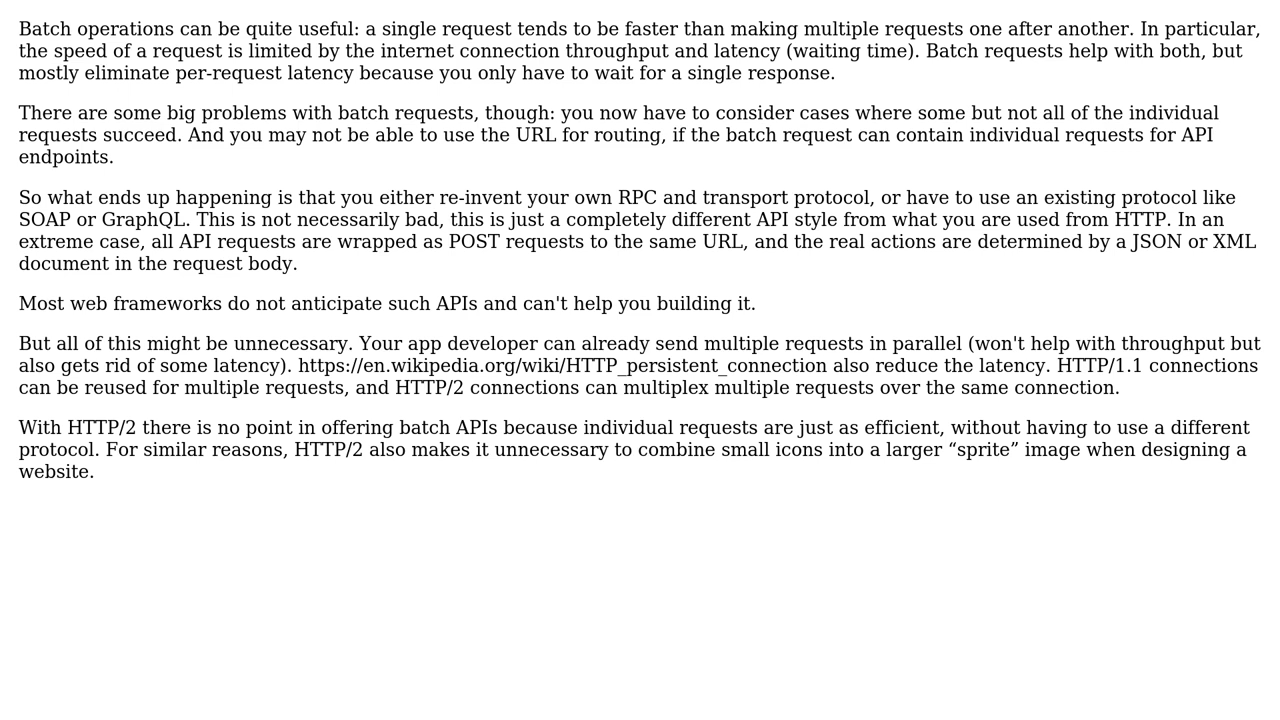 Batch operations can be quite useful: a single request tends to be faster than making multiple requests one after another. In particular,
the speed of a request is limited by the internet connection throughput and latency (waiting time). Batch requests help with both, but
mostly eliminate per-request latency because you only have to wait for a single response.
There are some big problems with batch requests, though: you now have to consider cases where some but not all of the individual
requests succeed. And you may not be able to use the URL for routing, if the batch request can contain individual requests for API
endpoints.
So what ends up happening is that you either re-invent your own RPC and transport protocol, or have to use an existing protocol like
SOAP or GraphQL. This is not necessarily bad, this is just a completely different API style from what you are used from HTTP. In an
extreme case, all API requests are wrapped as POST requests to the same URL, and the real actions are determined by a JSON or XML
document in the request body.
Most web frameworks do not anticipate such APIs and can't help you building it.
But all of this might be unnecessary. Your app developer can already send multiple requests in parallel (won't help with throughput but
also gets rid of some latency). https://en.wikipedia.org/wiki/HTTP_persistent_connection also reduce the latency. HTTP/1.1 connections
can be reused for multiple requests, and HTTP/2 connections can multiplex multiple requests over the same connection.
With HTTP/2 there is no point in offering batch APIs because individual requests are just as efficient, without having to use a different
protocol. For similar reasons, HTTP/2 also makes it unnecessary to combine small icons into a larger “sprite” image when designing a
website.